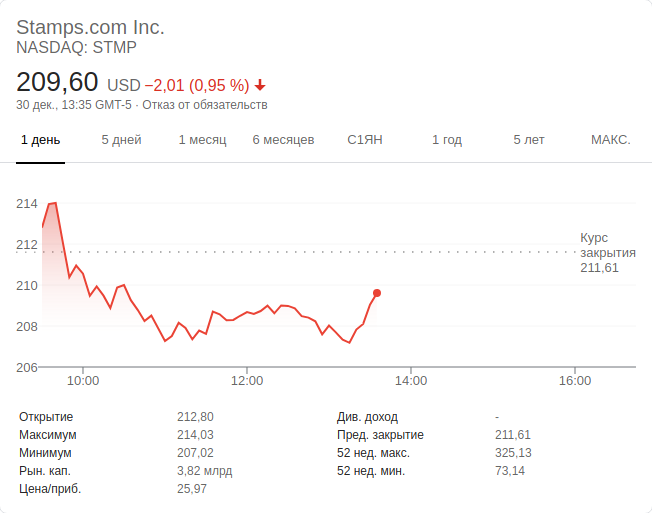 Stamps.com Inc.
NASDAQ: STMP
209,60 USD −2,01 (0,95 %)
30 дек., 13:35 GMT-5 · Отказ от обязательств
1 день 5 дней 1 месяц 6 месяцев С1ЯН 1 год 5 лет МАКС.
214
212
210
208
206
Курс
закрытия
211,61
10:00 12:00 14:00 16:00
Открытие 212,80 Див. доход -
Максимум 214,03 Пред. закрытие 211,61
Минимум 207,02 52 нед. макс. 325,13
Рын. кап. 3,82 млрд 52 нед. мин. 73,14
Цена/приб. 25,97